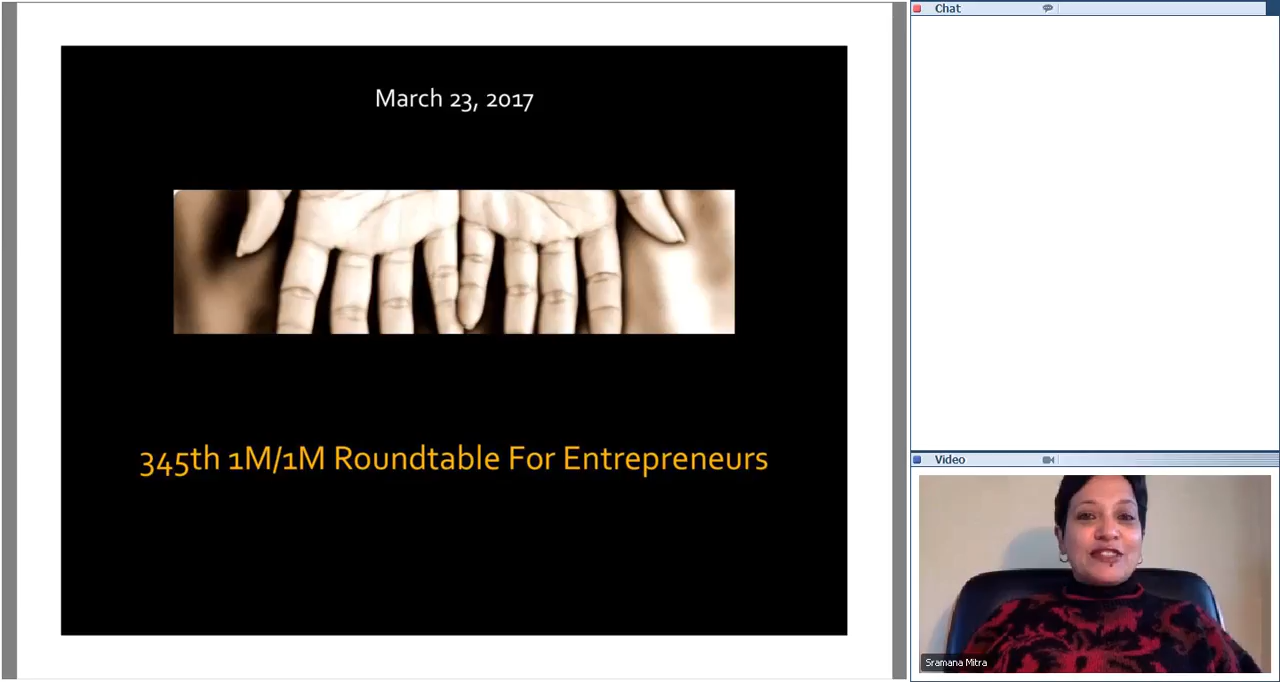 March 23, 2017
345th 1M/1M Roundtable For Entrepreneurs
Chat
Video
Sramana Mitra